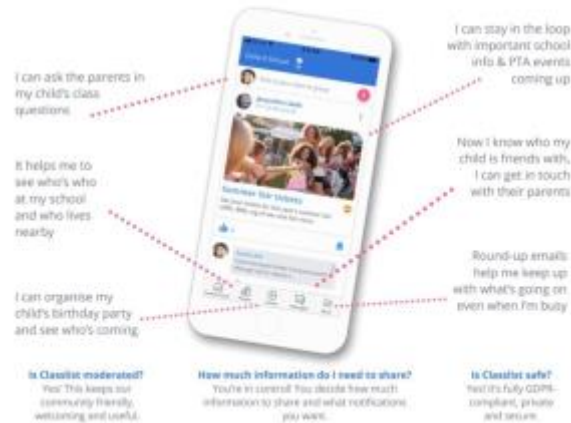 I can ask the parents in
my child's class
questions
It helps me to
see who's who
at my school
and who lives
nearby
I can organise my
child's birthday party
and see who's coming
I can stay in the loop
with important school
info & PTA events
coming up
Now I know who my
child is friends with,
I can get in touch
with their parents
Round-up emails
help me keep up
with what's going on
even when I'm busy
Summer Fair tickets
Is Classlist moderated?
Yes! This keeps our
community friendly,
welcoming and useful.
How much information do I need to share?
You're in control! You decide how much
information to share and what notifications
you want.
Is Classlist safe?
Yes! It's fully GDPR-
compliant, private
and secure